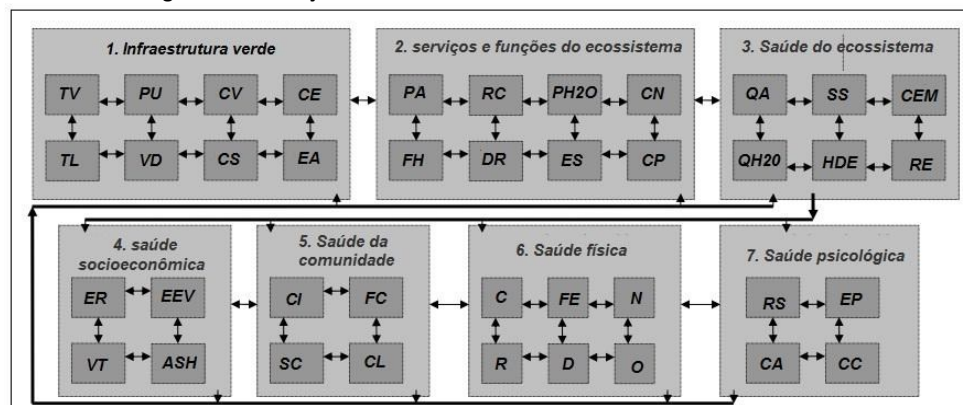 1. Infraestrutura verde
TV PU CV CE
TL VD CS EA
2. serviços e funções do ecossistema
PA RC PH2O CN
FH DR ES CP
3. Saúde do ecossistema
QA SS CEM
QH20 HDE RE
4. saúde
socioeconômica
ER EEV
VT ASH
5. Saúde da
comunidade
CI FC
SC CL
6. Saúde física
C FE N
R D O
7. Saúde psicológica
RS EP
CA CC